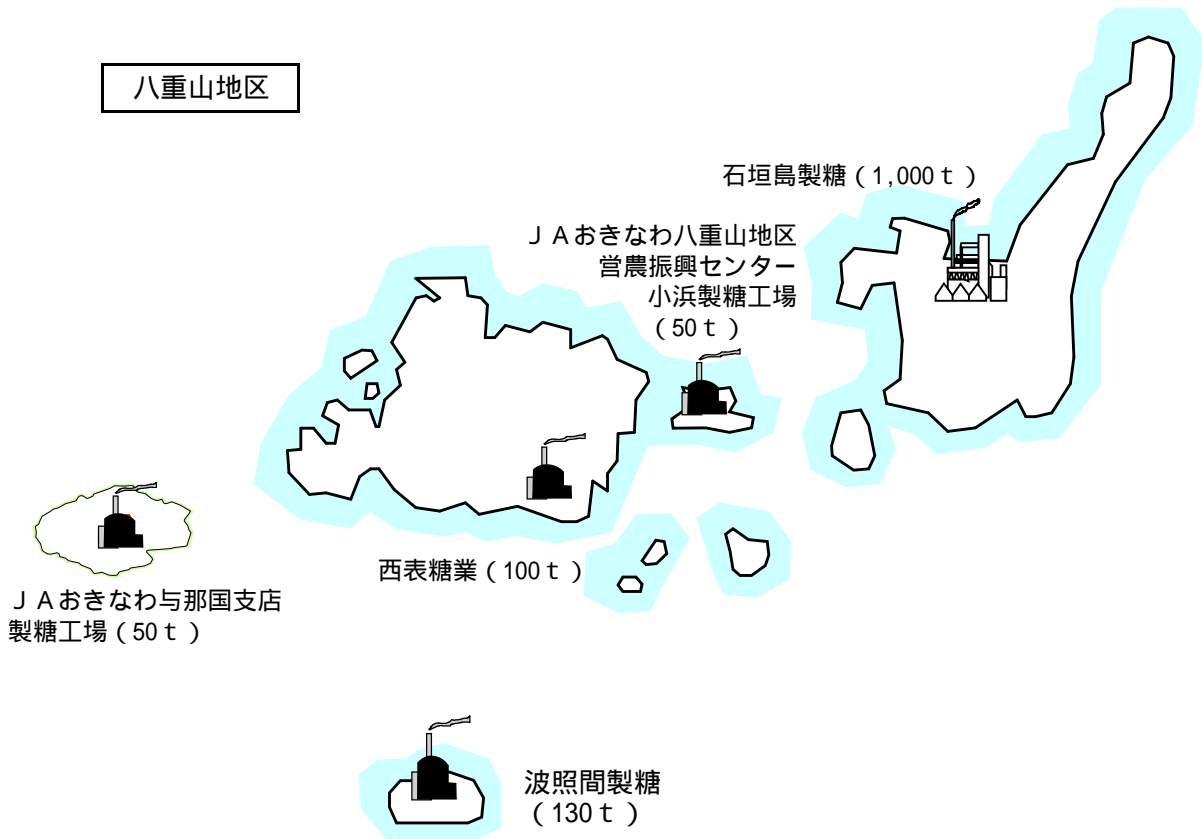 八重山地区
石垣島製糖(1,000t)
JAおきなわ八重山地区
営農振興センター
小浜製糖工場
(50t)
西表糖業(100t)
JAおきなわ与那国支店
製糖工場(50t)
波照間製糖
(130t)